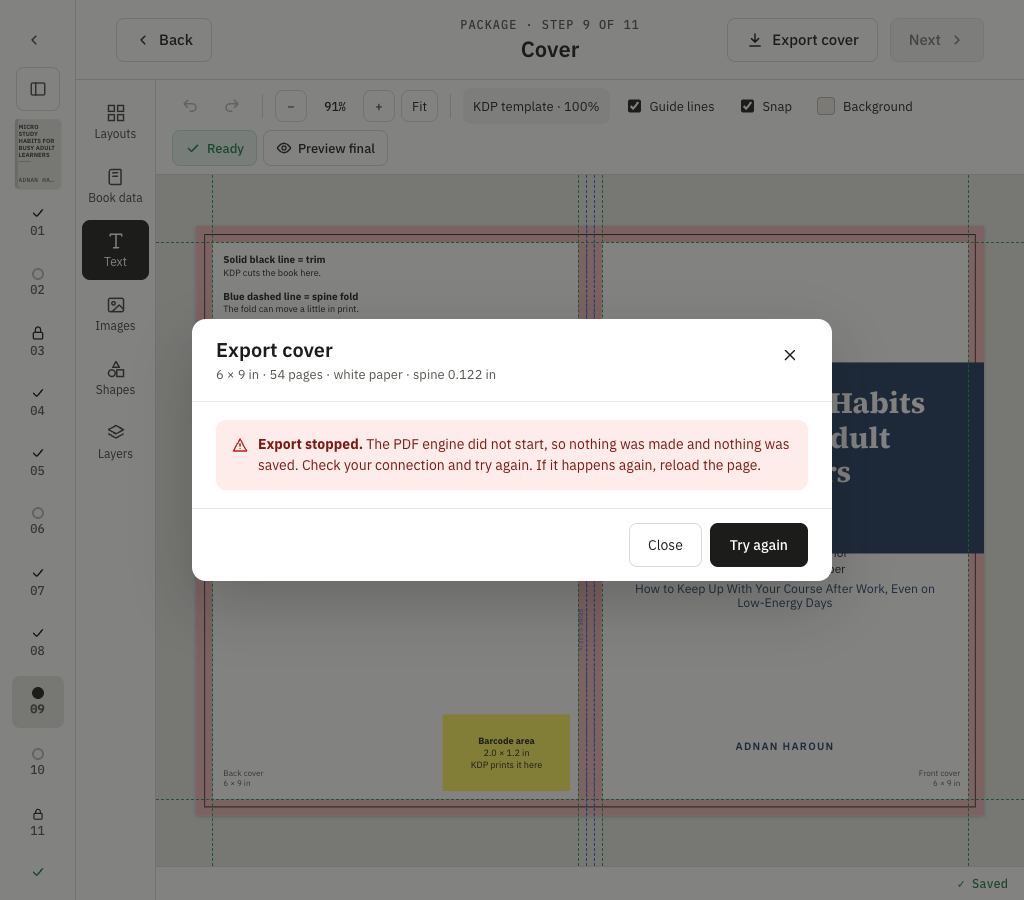 PACKAGE · STEP 9 OF 11
Cover
Back
Export cover
Next
MICRO
STUDY
HABITS FOR
BUSY ADULT
LEARNERS
ADNAN HA…
01
02
03
04
05
06
07
08
09
10
11
Layouts
Book data
Text
Images
Shapes
Layers
− 91% + Fit
KDP template · 100%
Guide lines
Snap
Background
Ready
Preview final
Solid black line = trim
KDP cuts the book here.
Blue dashed line = spine fold
The fold can move a little in print.
Export cover
6 × 9 in · 54 pages · white paper · spine 0.122 in
Export stopped. The PDF engine did not start, so nothing was made and nothing was
saved. Check your connection and try again. If it happens again, reload the page.
Close
Try again
Habits
How to Keep Up With Your Course After Work, Even on
Low-Energy Days
Barcode area
2.0 × 1.2 in
KDP prints it here
ADNAN HAROUN
Back cover
6 × 9 in
Front cover
6 × 9 in
✓ Saved